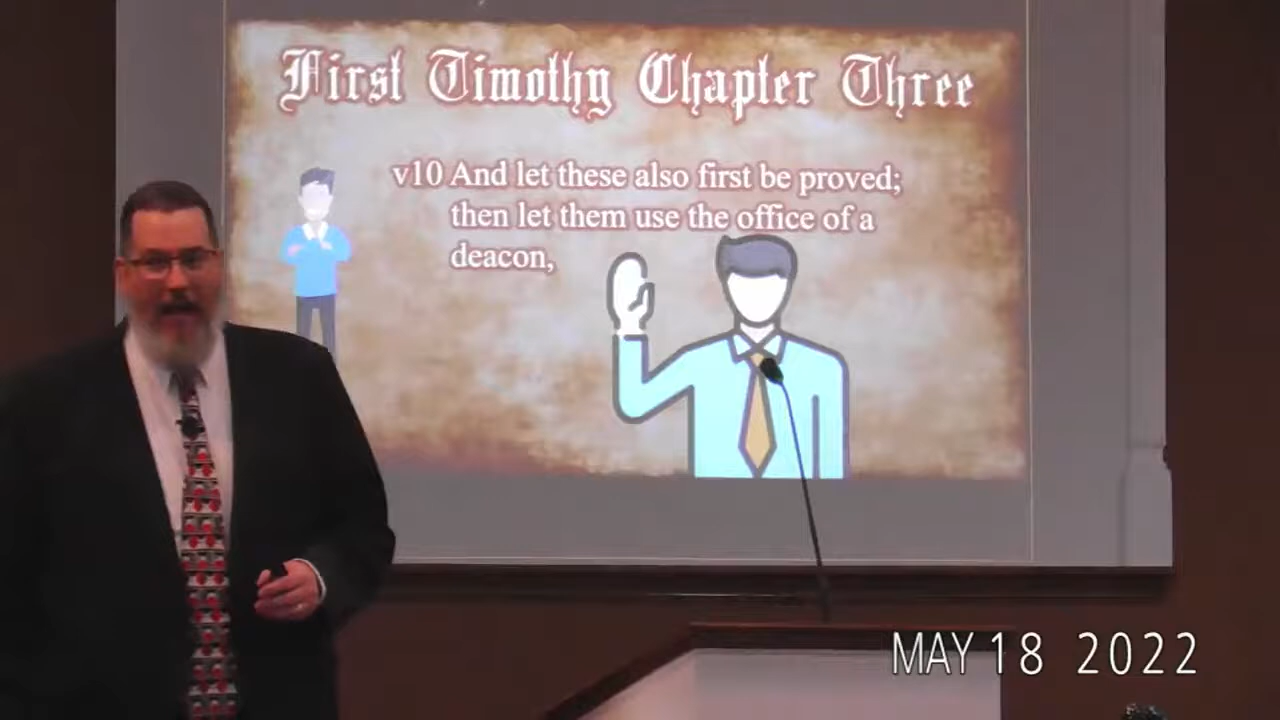 First Timothy Chapter Three
v10 And let these also first be proved;
then let them use the office of a
deacon,
MAY 18 2022